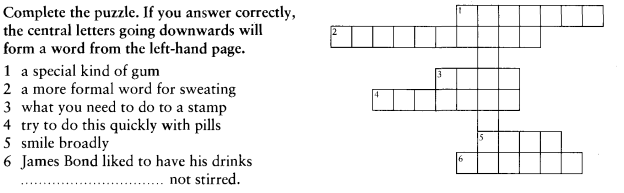 Complete the puzzle. If you answer correctly,
the central letters going downwards will
form a word from the left-hand page.
1 a special kind of gum
2 a more formal word for sweating
3 what you need to do to a stamp
4 try to do this quickly with pills
5 smile broadly
6 James Bond liked to have his drinks
.............................. not stirred.
1
2
3
4
5
6